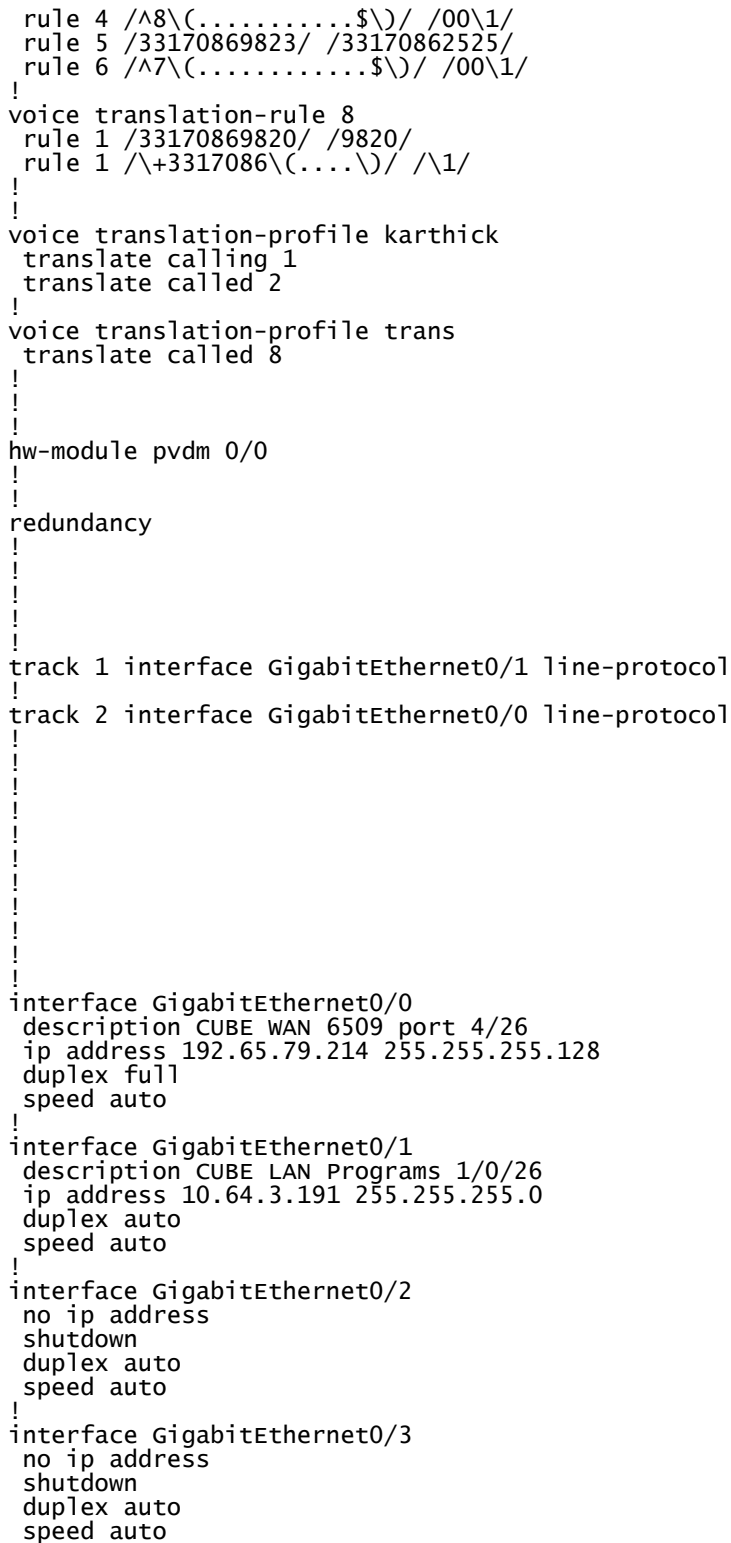 rule 4 /^8\(...........$\)/ /00\1/
rule 5 /33170869823/ /33170862525/
rule 6 /^7\(............$\)/ /00\1/
!
voice translation-rule 8
rule 1 /33170869820/ /9820/
rule 1 /\+3317086\(....\)/ /\1/
!
!
voice translation-profile karthick
translate calling 1
translate called 2
!
voice translation-profile trans
translate called 8
!
!
!
hw-module pvdm 0/0
!
!
redundancy
!
!
!
!
!
track 1 interface GigabitEthernet0/1 line-protocol
!
track 2 interface GigabitEthernet0/0 line-protocol
!
!
!
!
!
!
!
!
!
!
!
interface GigabitEthernet0/0
description CUBE WAN 6509 port 4/26
ip address 192.65.79.214 255.255.255.128
duplex full
speed auto
!
interface GigabitEthernet0/1
description CUBE LAN Programs 1/0/26
ip address 10.64.3.191 255.255.255.0
duplex auto
speed auto
!
interface GigabitEthernet0/2
no ip address
shutdown
duplex auto
speed auto
!
interface GigabitEthernet0/3
no ip address
shutdown
duplex auto
speed auto